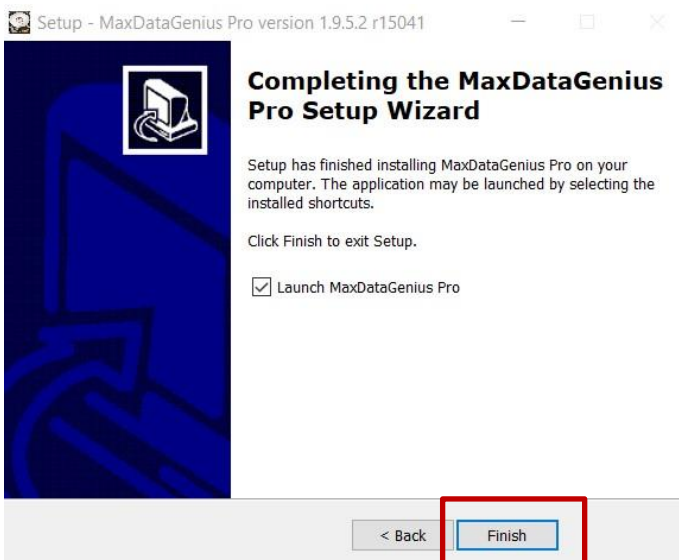 Setup - MaxDataGenius Pro version 1.9.5.2 r15041
Completing the MaxDataGenius
Pro Setup Wizard
Setup has finished installing MaxDataGenius Pro on your
computer. The application may be launched by selecting the
installed shortcuts.
Click Finish to exit Setup.
Launch MaxDataGenius Pro
< Back
Finish